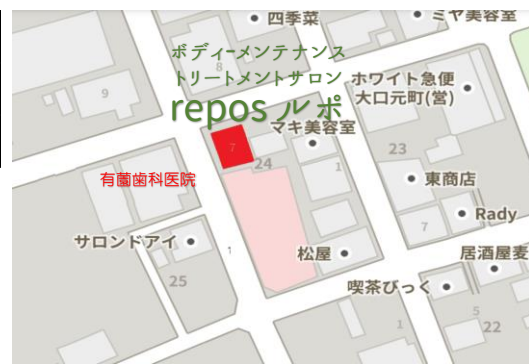 四季菜
ミヤ美容室
ボディーメンテナンス
トリートメントサロン
repos ルポ
8
9
ホワイト急便
大口元町(営)
マキ美容室
7
24
1
23
有薗歯科医院
東商店
7
Rady
サロンドアイ
1
松屋
居酒屋麦
25
喫茶びっく
5
1
22